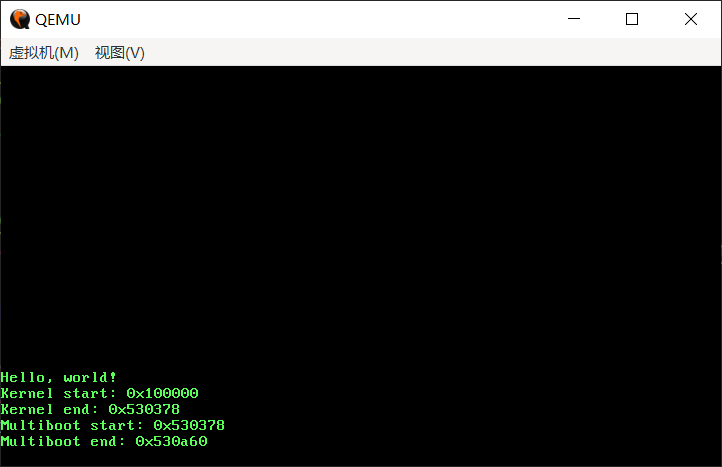 QEMU
虚拟机(M) 视图(V)
Hello, world!
Kernel start: 0x100000
Kernel end: 0x530378
Multiboot start: 0x530378
Multiboot end: 0x530a60